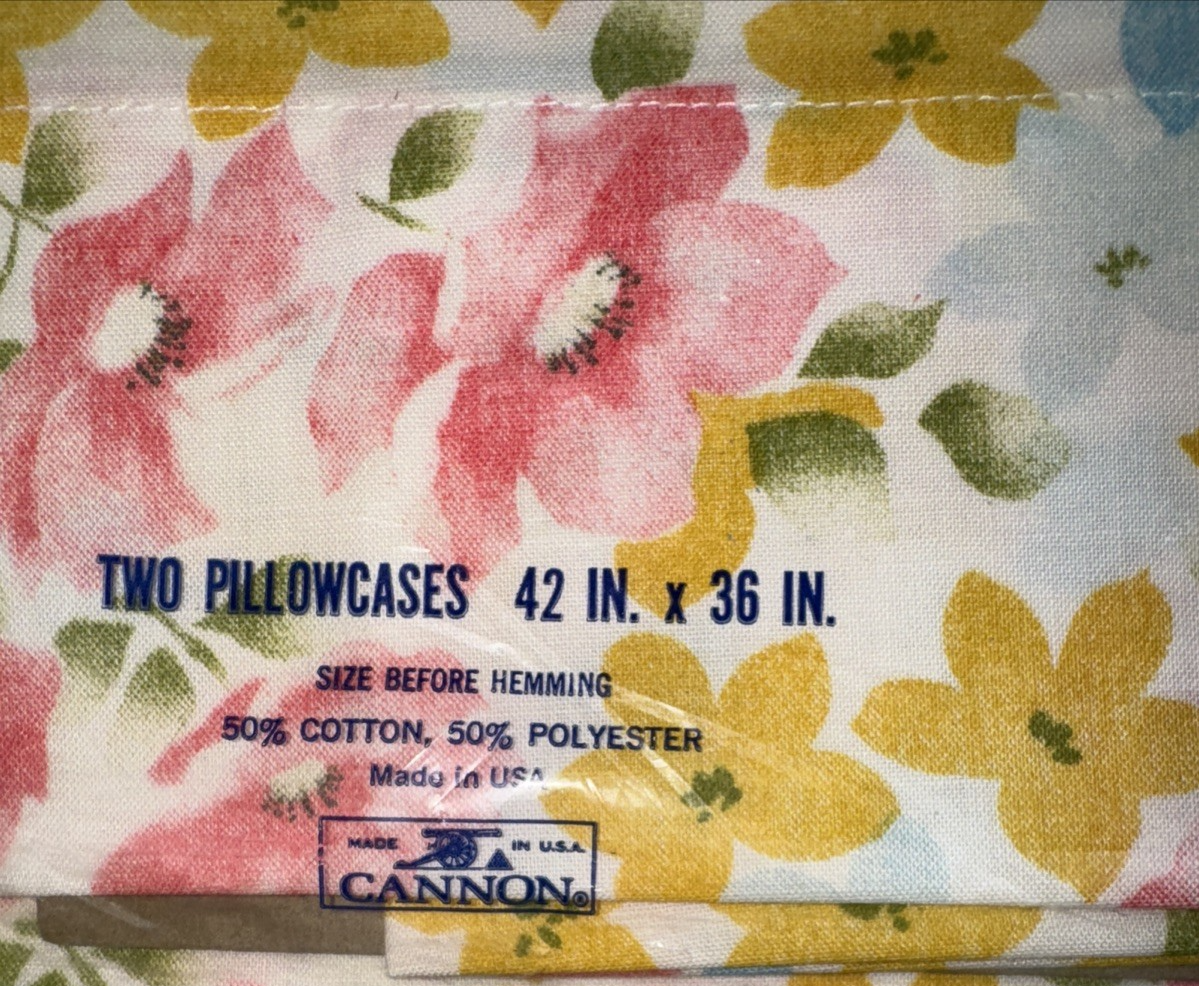 TWO PILLOWCASES 42 IN. x 36 IN.
SIZE BEFORE HEMMING
50% COTTON, 50% POLYESTER
Made in USA
MADE IN U.S.A.
CANNON®